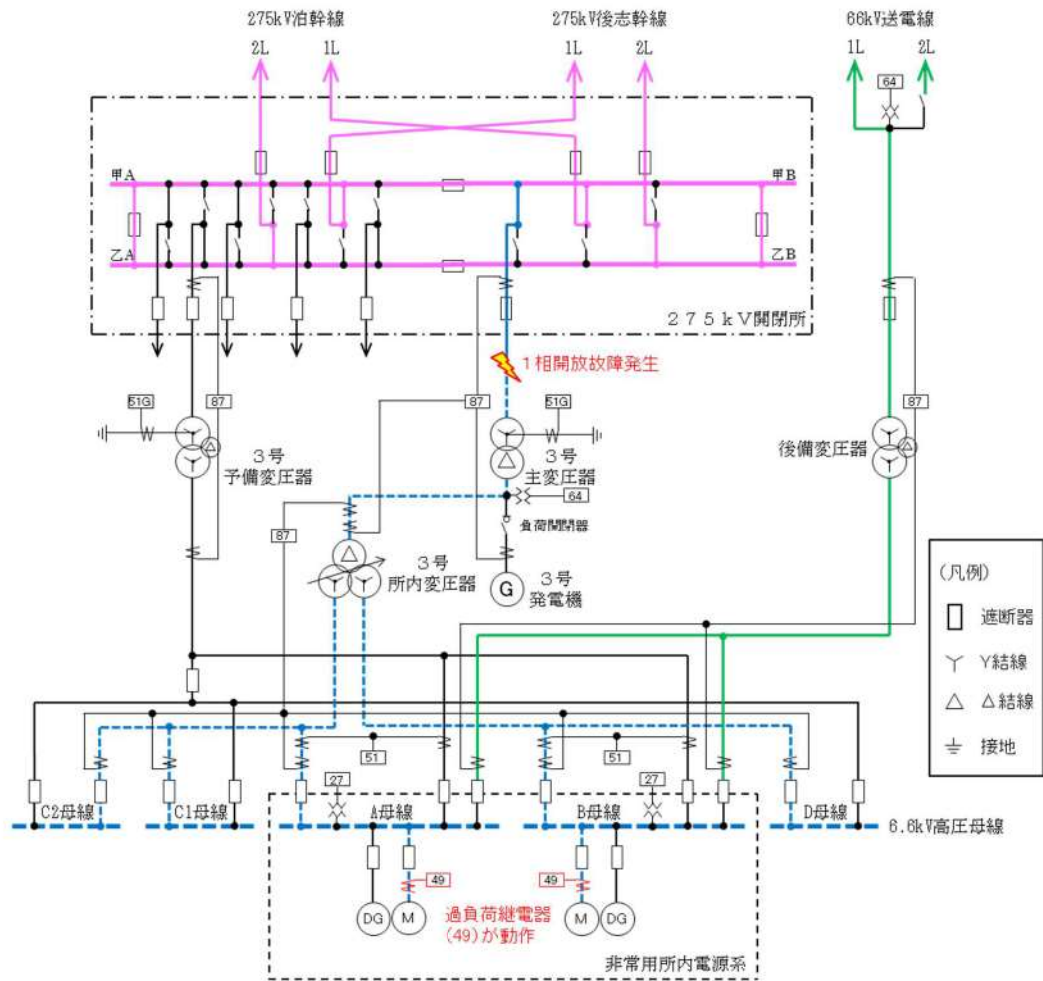 275kV泊幹線
275kV後志幹線
66kV送電線
2L
1L
1L
2L
1L
2L
64
甲A
甲B
乙A
乙B
275kV開閉所
1相開放故障発生
51G
87
87
51G
87
3号
予備変圧器
3号
主変圧器
後備変圧器
64
87
負荷開閉器
3号
所内変圧器
G
3号
発電機
(凡例)
遮断器
Y結線
Δ結線
接地
51
51
27
27
C2母線
C1母線
A母線
B母線
D母線
6.6kV高圧母線
49
49
DG
M
M
DG
過負荷継電器
(49)が動作
非常用所内電源系